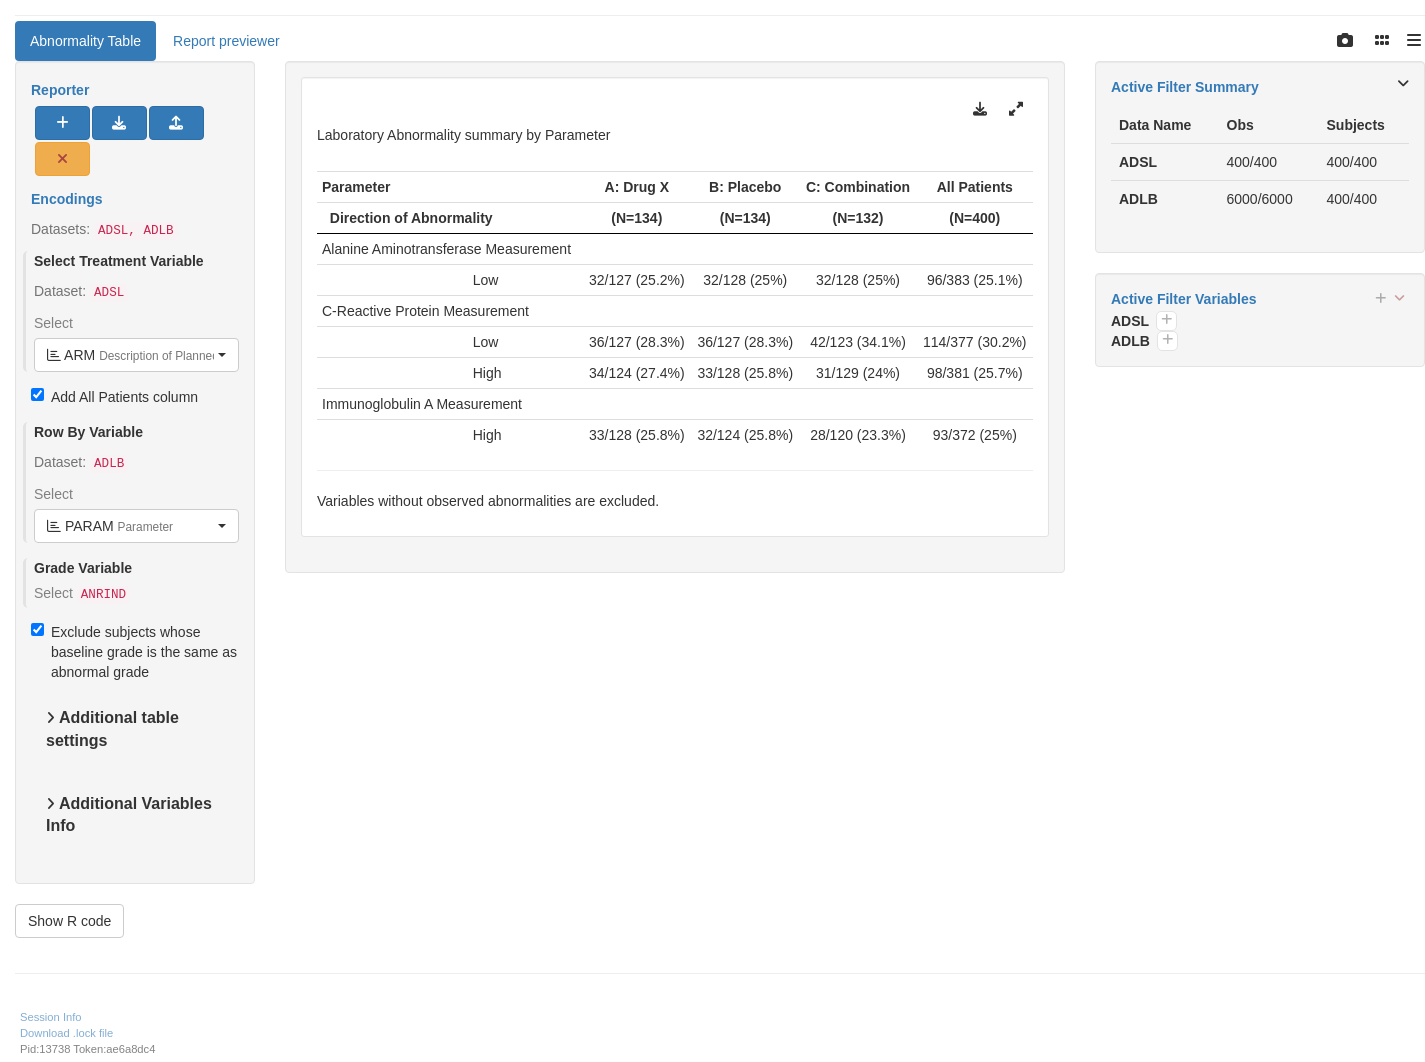 Abnormality Table
Report previewer
Reporter
Encodings
Datasets: ADSL, ADLB
Select Treatment Variable
Dataset: ADSL
Select
ARM Description of Planne
Add All Patients column
Row By Variable
Dataset: ADLB
Select
PARAM Parameter
Grade Variable
Select ANRIND
Exclude subjects whose
baseline grade is the same as
abnormal grade
Additional table
settings
Additional Variables
Info
Show R code
Laboratory Abnormality summary by Parameter
Parameter A: Drug X B: Placebo C: Combination All Patients
Direction of Abnormality (N=134) (N=134) (N=132) (N=400)
Alanine Aminotransferase Measurement
Low 32/127 (25.2%) 32/128 (25%) 32/128 (25%) 96/383 (25.1%)
C-Reactive Protein Measurement
Low 36/127 (28.3%) 36/127 (28.3%) 42/123 (34.1%) 114/377 (30.2%)
High 34/124 (27.4%) 33/128 (25.8%) 31/129 (24%) 98/381 (25.7%)
Immunoglobulin A Measurement
High 33/128 (25.8%) 32/124 (25.8%) 28/120 (23.3%) 93/372 (25%)
Variables without observed abnormalities are excluded.
Active Filter Summary
Data Name Obs Subjects
ADSL 400/400 400/400
ADLB 6000/6000 400/400
Active Filter Variables
ADSL
ADLB
Session Info
Download .lock file
Pid:13738 Token:ae6a8dc4